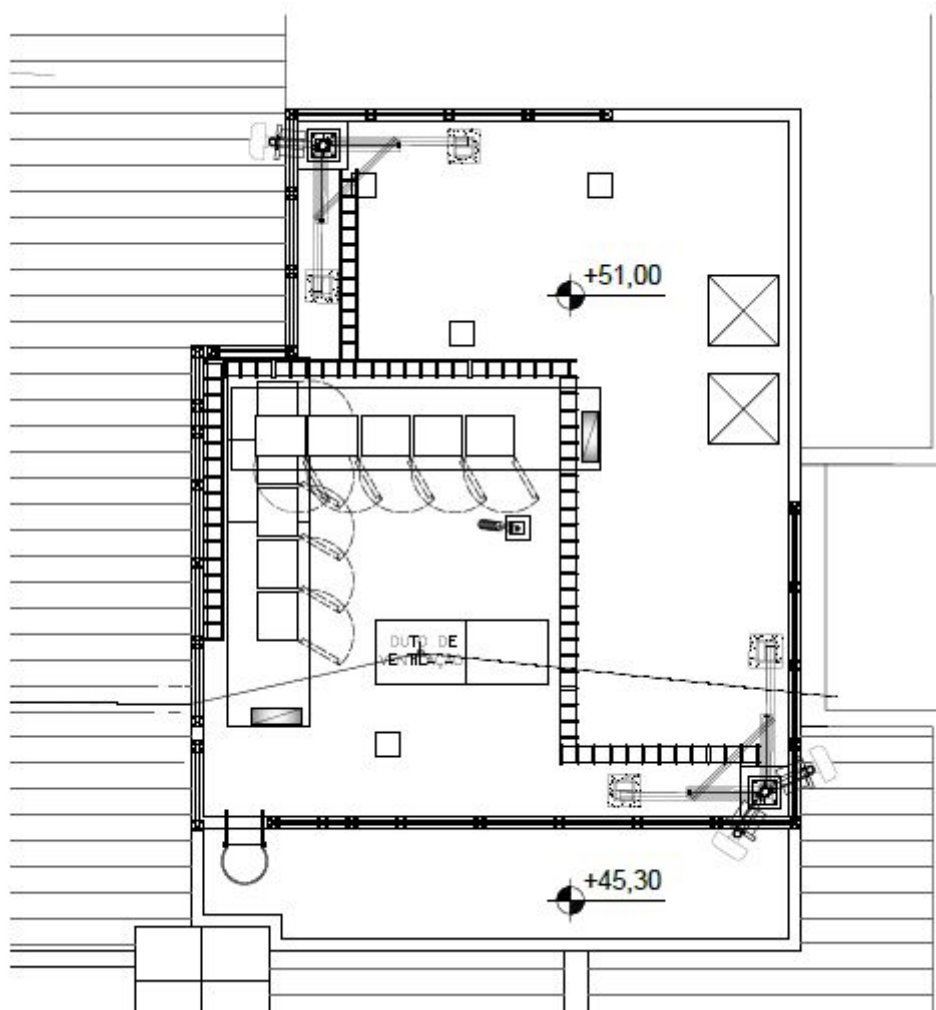 +51,00
DUTO DE
VENTILAÇÃO
+45,30